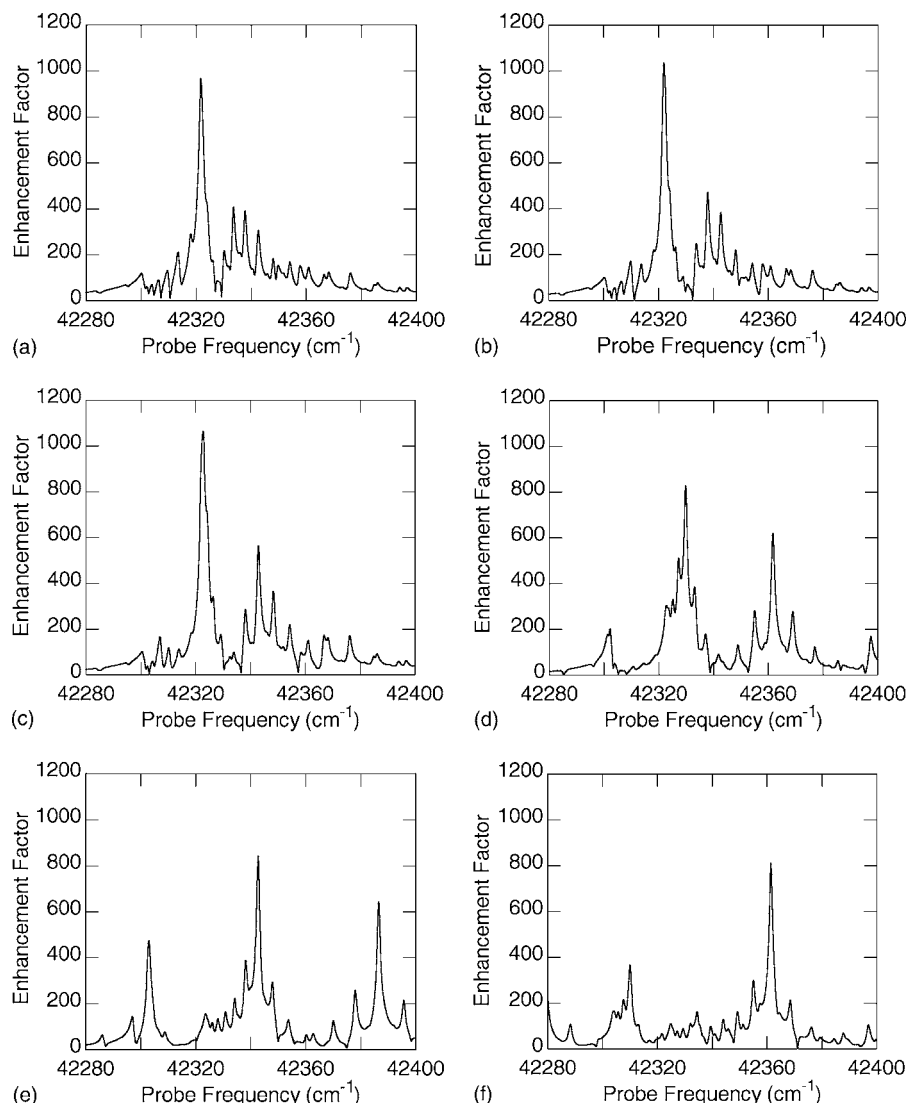 1200
1000
800
600
400
200
0
Enhancement Factor
42280 42320 42360 42400
(a) Probe Frequency (cm⁻¹)
1200
1000
800
600
400
200
0
Enhancement Factor
42280 42320 42360 42400
(b) Probe Frequency (cm⁻¹)
1200
1000
800
600
400
200
0
Enhancement Factor
42280 42320 42360 42400
(c) Probe Frequency (cm⁻¹)
1200
1000
800
600
400
200
0
Enhancement Factor
42280 42320 42360 42400
(d) Probe Frequency (cm⁻¹)
1200
1000
800
600
400
200
0
Enhancement Factor
42280 42320 42360 42400
(e) Probe Frequency (cm⁻¹)
1200
1000
800
600
400
200
0
Enhancement Factor
42280 42320 42360 42400
(f) Probe Frequency (cm⁻¹)